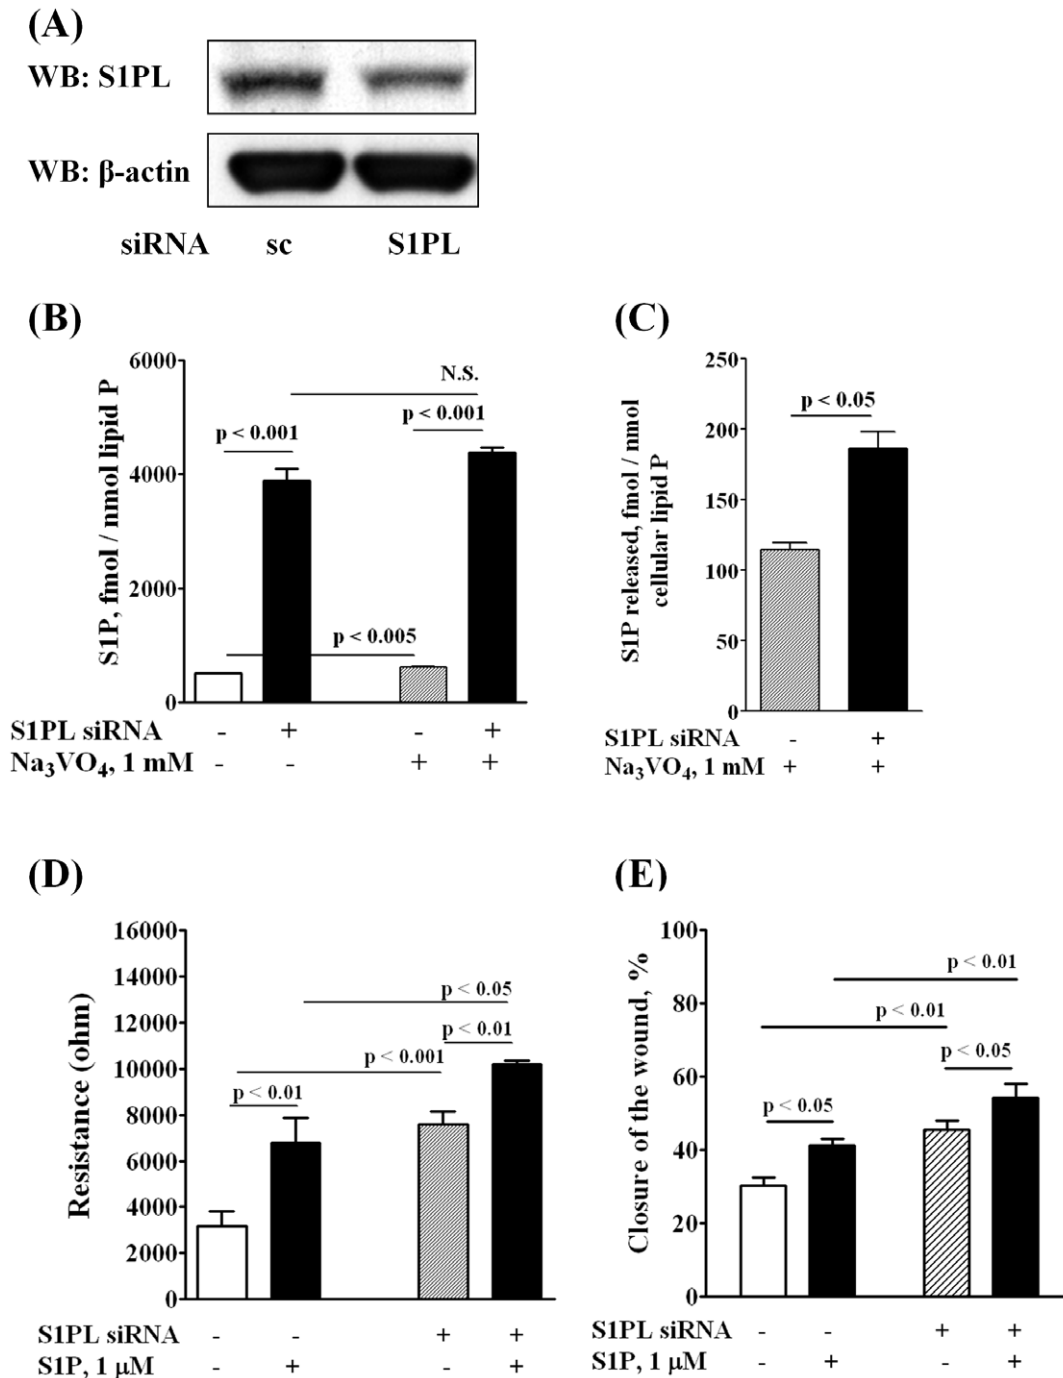 (A)
WB: S1PL
WB: β-actin
siRNA sc S1PL
(B)
S1P, fmol / nmol lipid P
6000
4000
2000
0
p < 0.001
N.S.
p < 0.001
p < 0.005
S1PL siRNA - + - +
Na₃VO₄, 1 mM - - + +
(C)
S1P released, fmol / nmol
cellular lipid P
250
200
150
100
50
0
p < 0.05
S1PL siRNA - +
Na₃VO₄, 1 mM + +
(D)
Resistance (ohm)
16000
14000
12000
10000
8000
6000
4000
2000
0
p < 0.05
p < 0.01
p < 0.001
p < 0.01
S1PL siRNA - - + +
S1P, 1 μM - + - +
(E)
Closure of the wound, %
100
80
60
40
20
0
p < 0.01
p < 0.01
p < 0.05
p < 0.05
S1PL siRNA - - + +
S1P, 1 μM - + - +